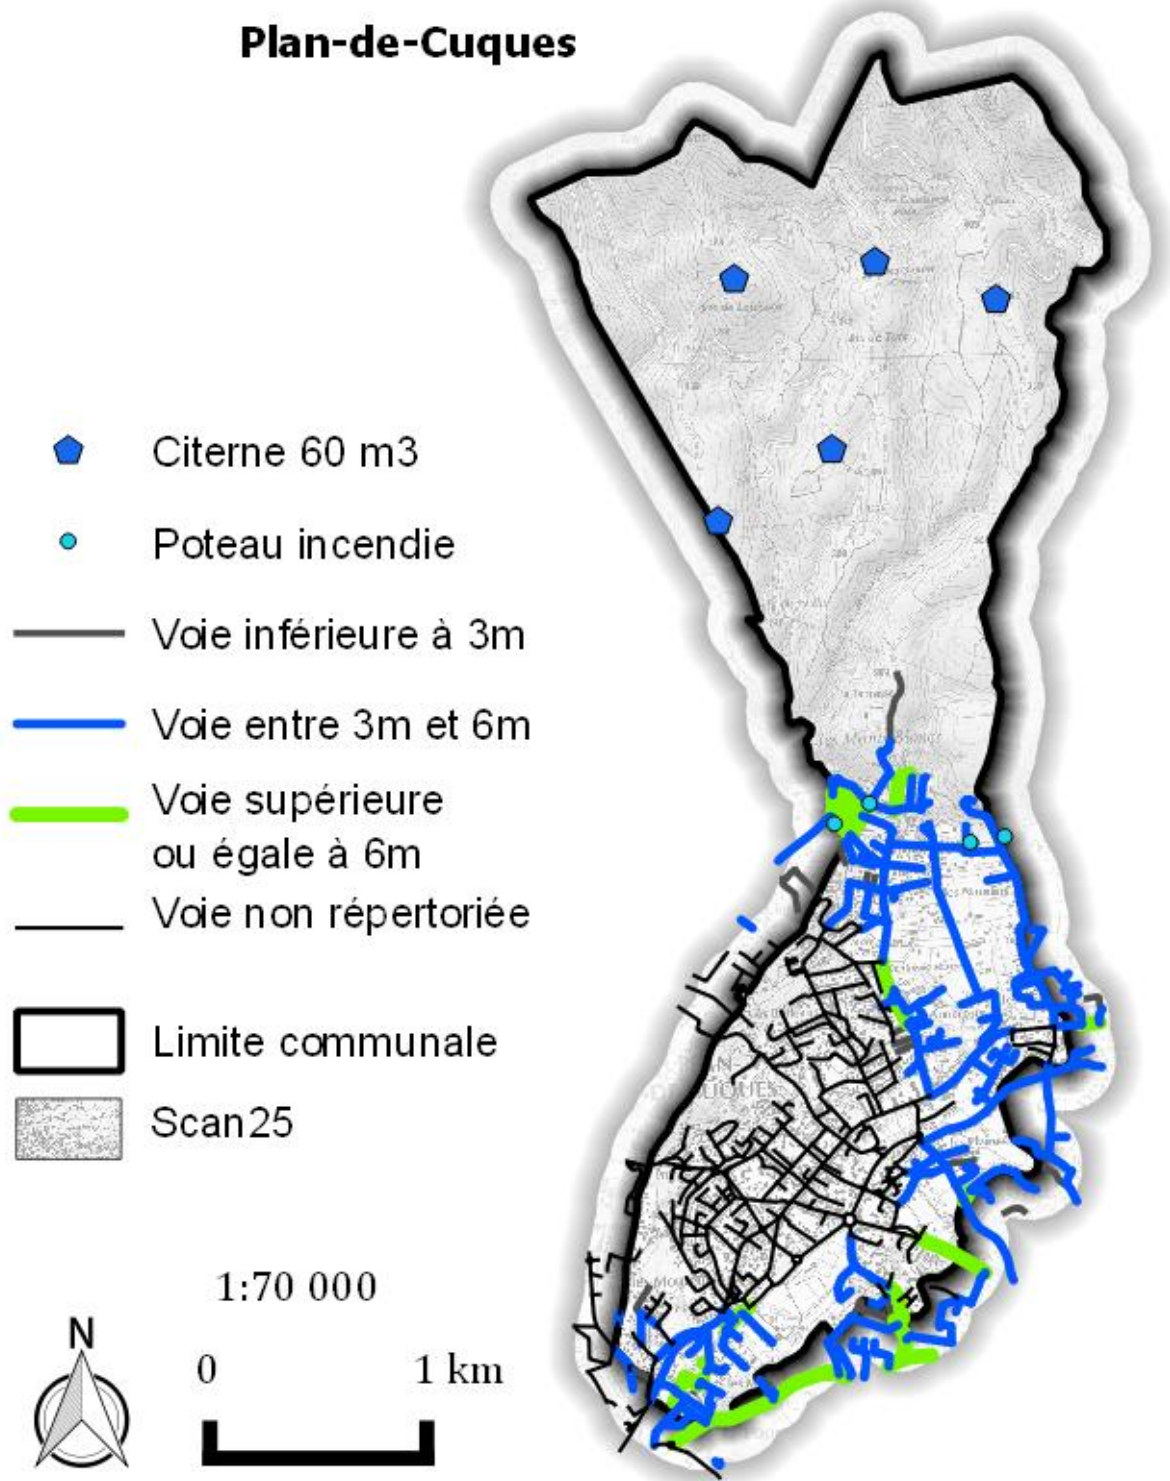 Plan-de-Cuques
Citerne 60 m3
Poteau incendie
Voie inférieure à 3m
Voie entre 3m et 6m
Voie supérieure
ou égale à 6m
Voie non répertoriée
Limite communale
Scan25
1:70 000
N
0 1 km